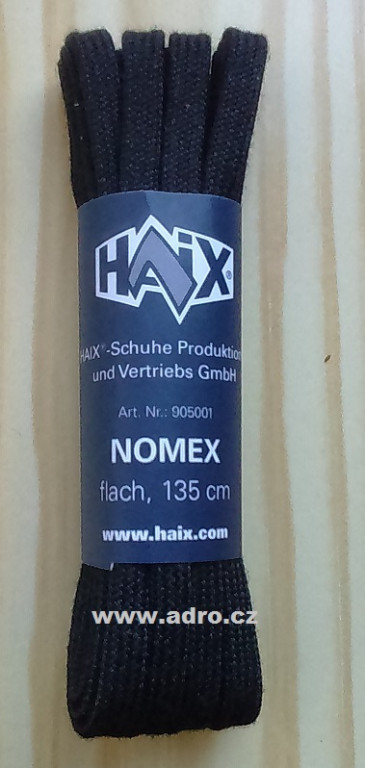 HAIX®
HAIX®-Schuhe Produktion
und Vertriebs GmbH
Art. Nr.: 905001
NOMEX
flach, 135 cm
www.haix.com
www.adro.cz